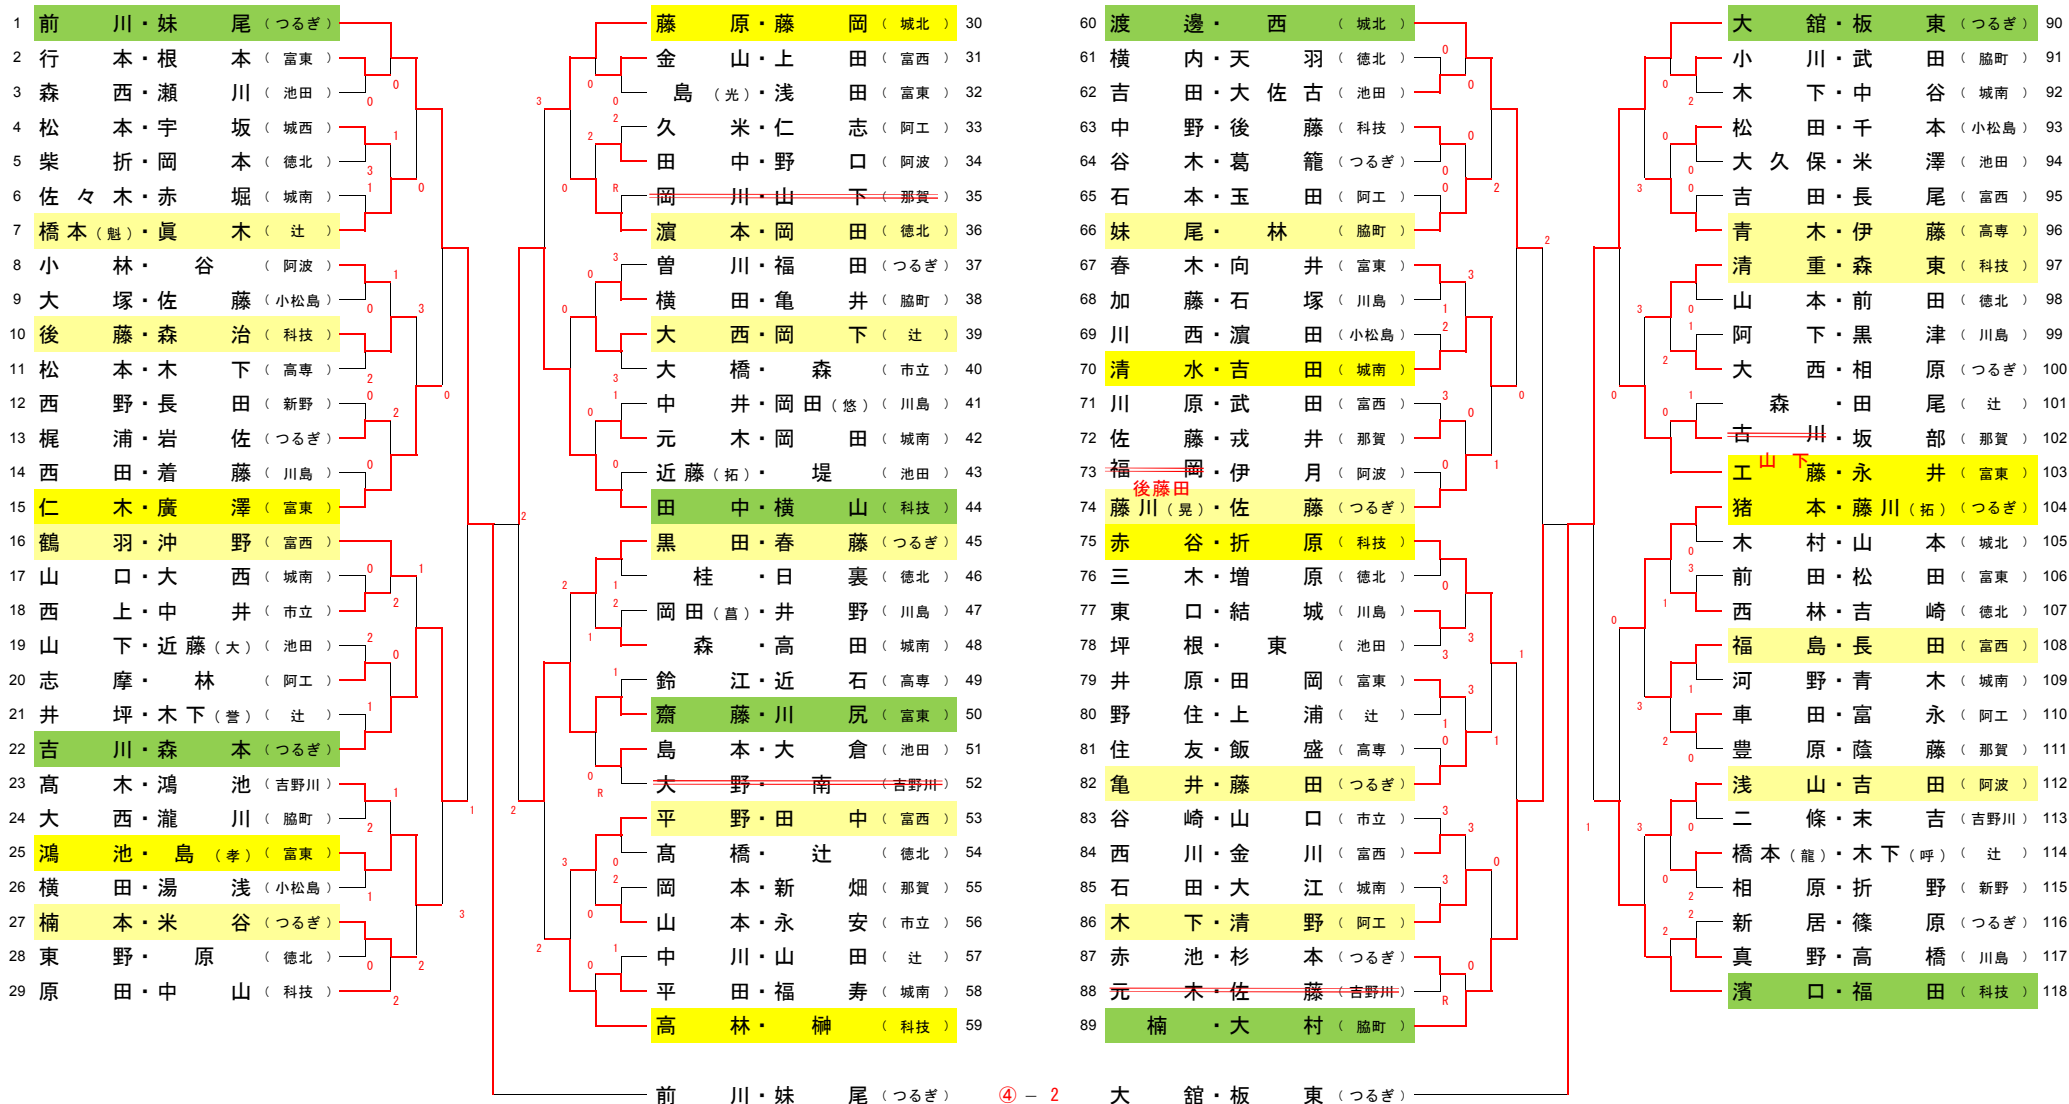 1 前川・妹尾（つるぎ）
2 行本・根本（富東）
3 森西・瀬川（池田）
4 松本・宇坂（城西）
5 柴折・岡本（徳北）
6 佐々木・赤堀（城南）
7 橋本（魁）・眞木（辻）
8 小林・谷（阿波）
9 大塚・佐藤（小松島）
10 後藤・森治（科技）
11 松本・木下（高専）
12 西野・長田（新野）
13 梶浦・岩佐（つるぎ）
14 西田・着藤（川島）
15 仁木・廣澤（富東）
16 鶴羽・沖野（富西）
17 山口・大西（城南）
18 西上・中井（市立）
19 山下・近藤（大）（池田）
20 志摩・林（阿工）
21 井坪・木下（誉）（辻）
22 吉川・森本（つるぎ）
23 髙木・鴻池（吉野川）
24 大西・瀧川（脇町）
25 鴻池・島（孝）（富東）
26 横田・湯浅（小松島）
27 楠本・米谷（つるぎ）
28 東野・原（徳北）
29 原田・中山（科技）
藤原・藤岡（城北）30
金山・上田（富西）31
島（光）・浅田（富東）32
久米・仁志（阿工）33
田中・野口（阿波）34
岡川・山下（那賀）35
濵本・岡田（徳北）36
曽川・福田（つるぎ）37
横田・亀井（脇町）38
大西・岡下（辻）39
大橋・森（市立）40
中井・岡田（悠）（川島）41
元木・岡田（城南）42
近藤（拓）・堤（池田）43
田中・横山（科技）44
黒田・春藤（つるぎ）45
桂・日裏（徳北）46
岡田（菖）・井野（川島）47
森・高田（城南）48
鈴江・近石（高専）49
齋藤・川尻（富東）50
島本・大倉（池田）51
大野・南（吉野川）52
平野・田中（富西）53
髙橋・辻（徳北）54
岡本・新畑（那賀）55
山本・永安（市立）56
中川・山田（辻）57
平田・福寿（城南）58
高林・榊（科技）59
60 渡邊・西（城北）
61 横内・天羽（徳北）
62 吉田・大佐古（池田）
63 中野・後藤（科技）
64 谷木・葛籠（つるぎ）
65 石本・玉田（阿工）
66 妹尾・林（脇町）
67 春木・向井（富東）
68 加藤・石塚（川島）
69 川西・濵田（小松島）
70 清水・吉田（城南）
71 川原・武田（富西）
72 佐藤・戎井（那賀）
73 福岡・伊月（阿波）
後藤田
74 藤川（晃）・佐藤（つるぎ）
75 赤谷・折原（科技）
76 三木・増原（徳北）
77 東口・結城（川島）
78 坪根・東（池田）
79 井原・田岡（富東）
80 野住・上浦（辻）
81 住友・飯盛（高専）
82 亀井・藤田（つるぎ）
83 谷崎・山口（市立）
84 西川・金川（富西）
85 石田・大江（城南）
86 木下・清野（阿工）
87 赤池・杉本（つるぎ）
88 元木・佐藤（吉野川）
89 楠・大村（脇町）
大舘・板東（つるぎ）90
小川・武田（脇町）91
木下・中谷（城南）92
松田・千本（小松島）93
大久保・米澤（池田）94
吉田・長尾（富西）95
青木・伊藤（高専）96
清重・森東（科技）97
山本・前田（徳北）98
阿下・黒津（川島）99
大西・相原（つるぎ）100
森・田尾（辻）101
古川・坂部（那賀）102
山下
工藤・永井（富東）103
猪本・藤川（拓）（つるぎ）104
木村・山本（城北）105
前田・松田（富東）106
西林・吉崎（徳北）107
福島・長田（富西）108
河野・青木（城南）109
車田・富永（阿工）110
豊原・蔭藤（那賀）111
浅山・吉田（阿波）112
二條・末吉（吉野川）113
橋本（龍）・木下（呼）（辻）114
相原・折野（新野）115
新居・篠原（つるぎ）116
真野・高橋（川島）117
濱口・福田（科技）118
前川・妹尾（つるぎ） ④ － 2 大舘・板東（つるぎ）